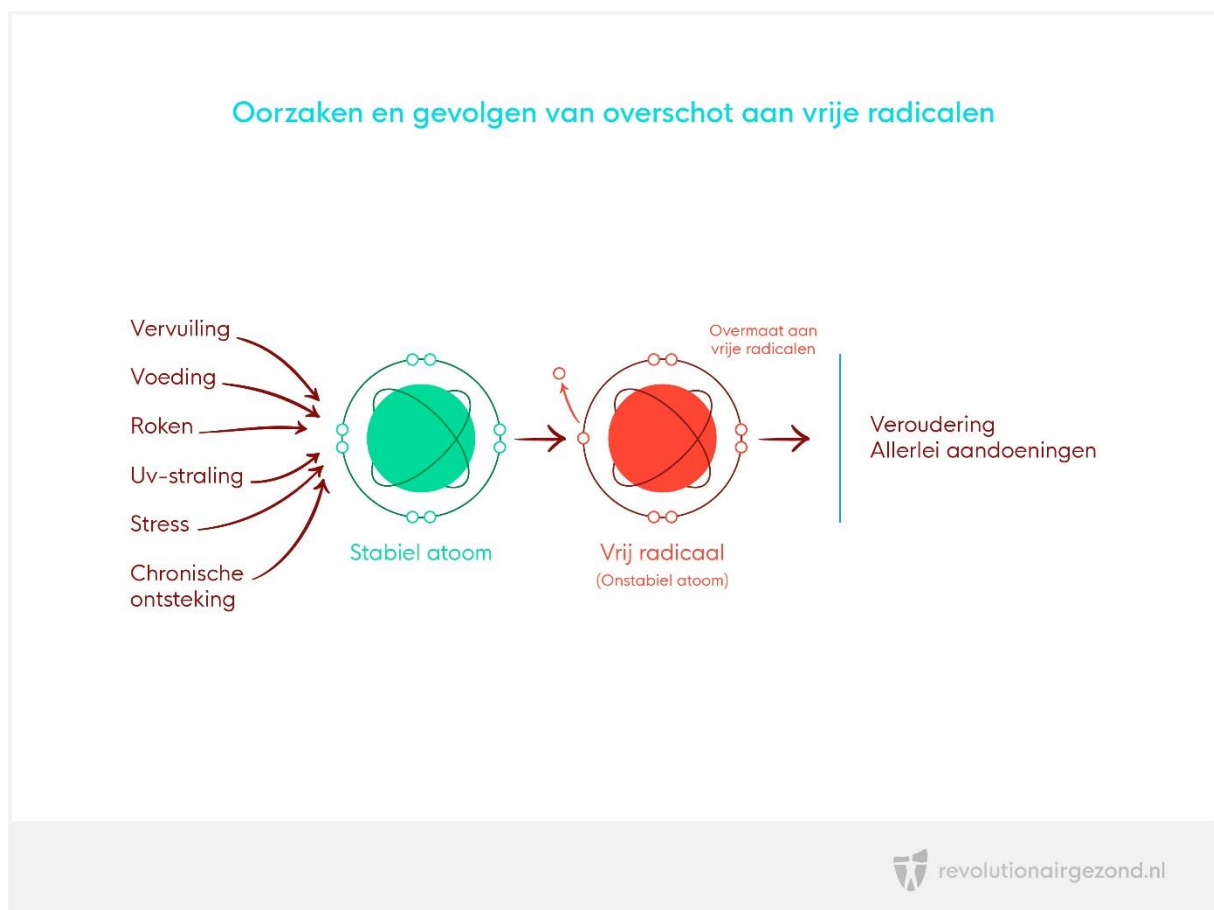 Oorzaken en gevolgen van overschot aan vrije radicalen
Vervuiling
Voeding
Roken
Uv-straling
Stress
Chronische
ontsteking
Stabiel atoom
Overmaat aan
vrije radicalen
Vrij radicaal
(Onstabiel atoom)
Veroudering
Allerlei aandoeningen
revolutionairgezond.nl